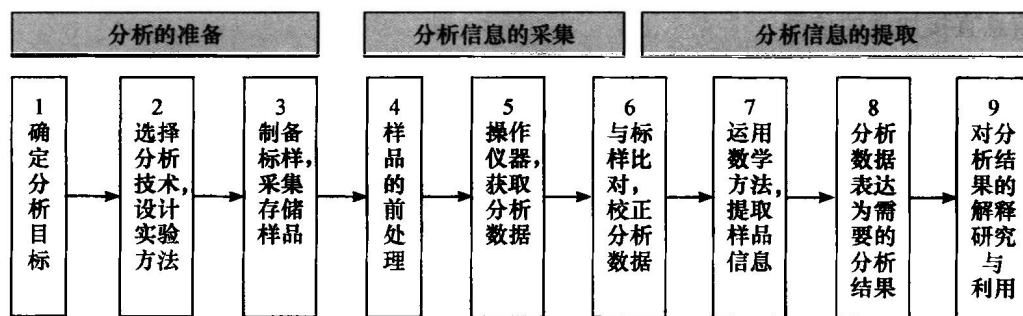 分析的准备
分析信息的采集
分析信息的提取
1
确
定
分
析
目
标
2
选择
分析
技术,
设计
实验
方法
3
制备
标样,
采集
存储
样品
4
样
品
的
前
处
理
5
操作
仪器,
获取
分析
数据
6
与标
样比
对,
校正
分析
数据
7
运用
数学
方法,
提取
样品
信息
8
分析
数据
表达
为需
要的
分析
结果
9
对分
析结
果的
解释
研究
与
利用